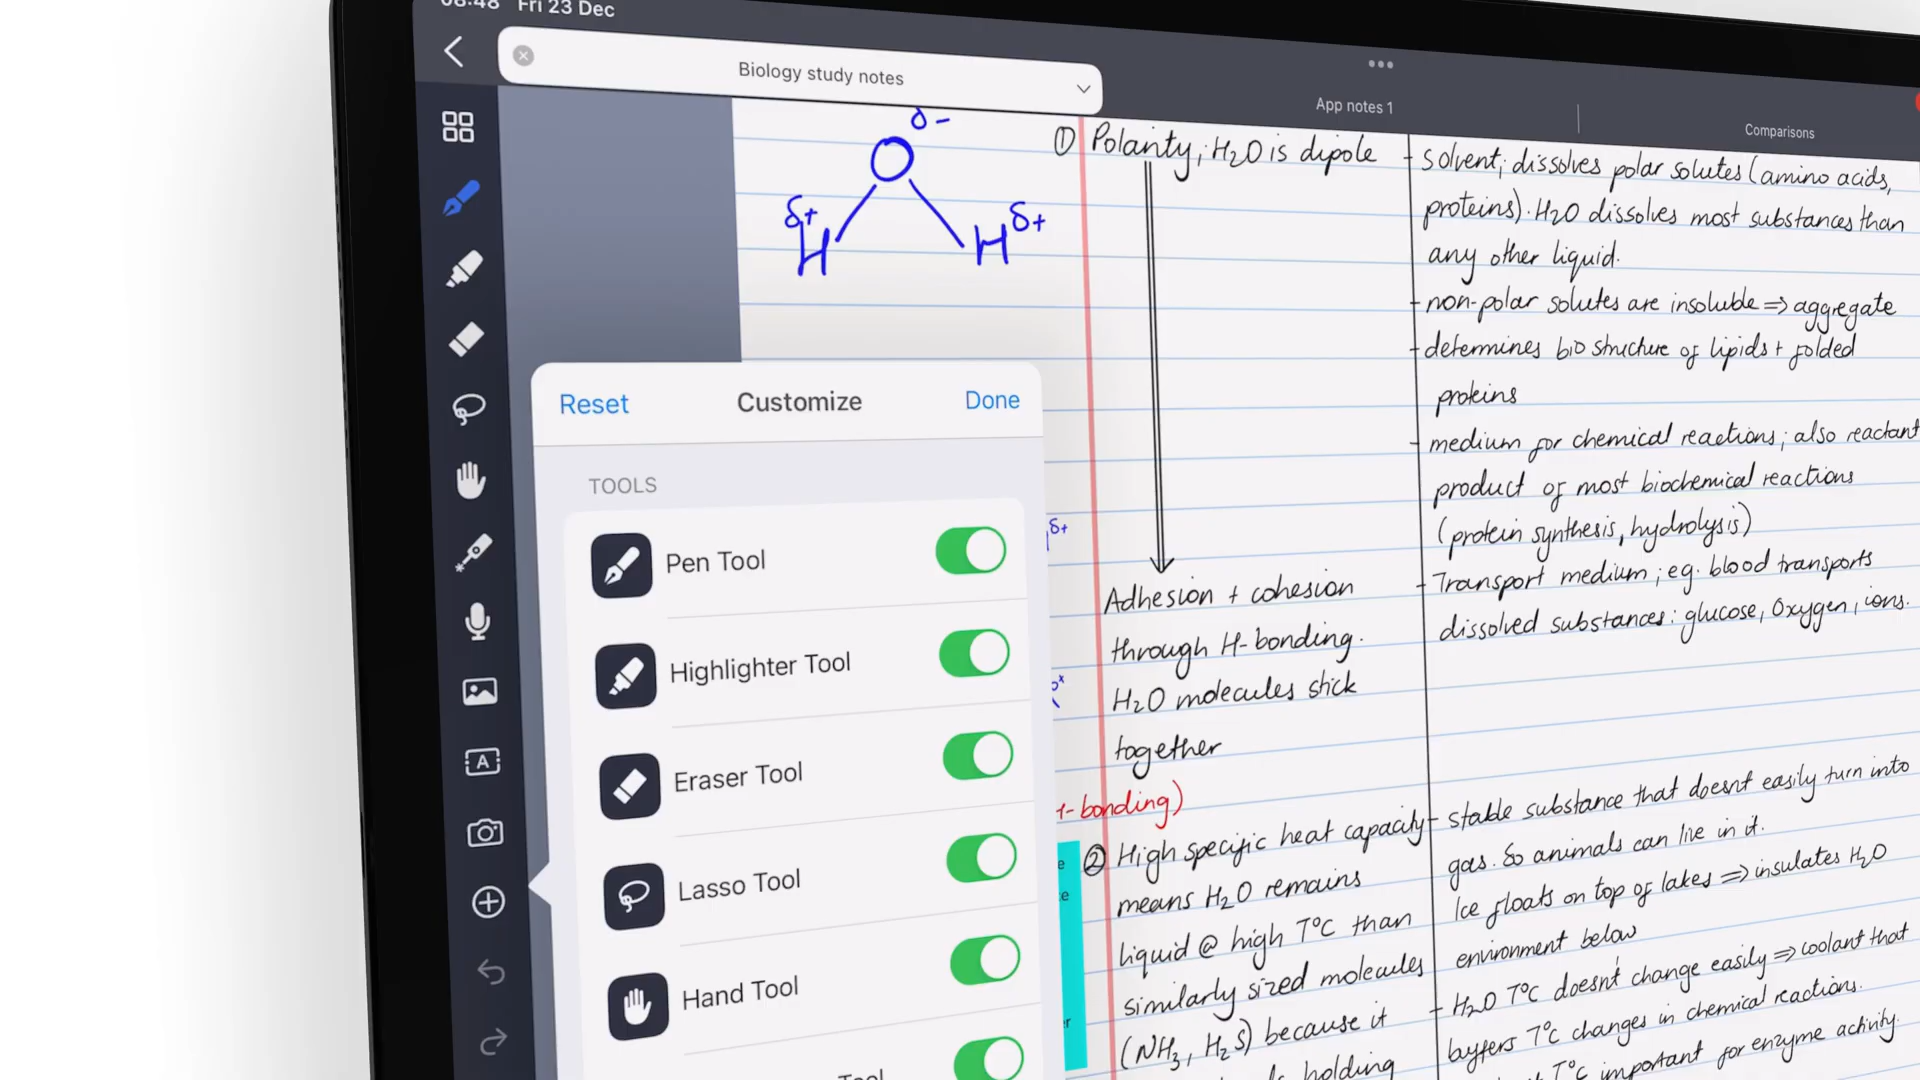 08:48 Fri 23 Dec
Biology study notes
App notes 1
Comparisons
Reset
Customize
Done
TOOLS
Pen Tool
Highlighter Tool
Eraser Tool
Lasso Tool
Hand Tool
Tool
δ-
O
δ+
H
H
δ+
① Polarity; H2O is dipole
Adhesion + cohesion
through H-bonding.
H2O molecules stick
together
H-bonding)
② High specific heat capacity
means H2O remains
liquid @ high T°C than
similarly sized molecules
(NH3, H2S) because it
holding
- solvent; dissolves polar solutes (amino acids,
proteins). H2O dissolves most substances than
any other liquid.
- non-polar solutes are insoluble ⇒ aggregate
- determines bio structure of lipids + folded
proteins
- medium for chemical reactions; also reactant
product of most biochemical reactions
(protein synthesis, hydrolysis)
- Transport medium; eg. blood transports
dissolved substances: glucose, Oxygen, ions.
- stable substance that doesnt easily turn into
gas. So animals can live in it.
Ice floats on top of lakes ⇒ insulates H2O
environment below
- H2O T°C doesn't change easily ⇒ coolant that
buffers T°C changes in chemical reactions.
T°C important for enzyme activity.
δ+